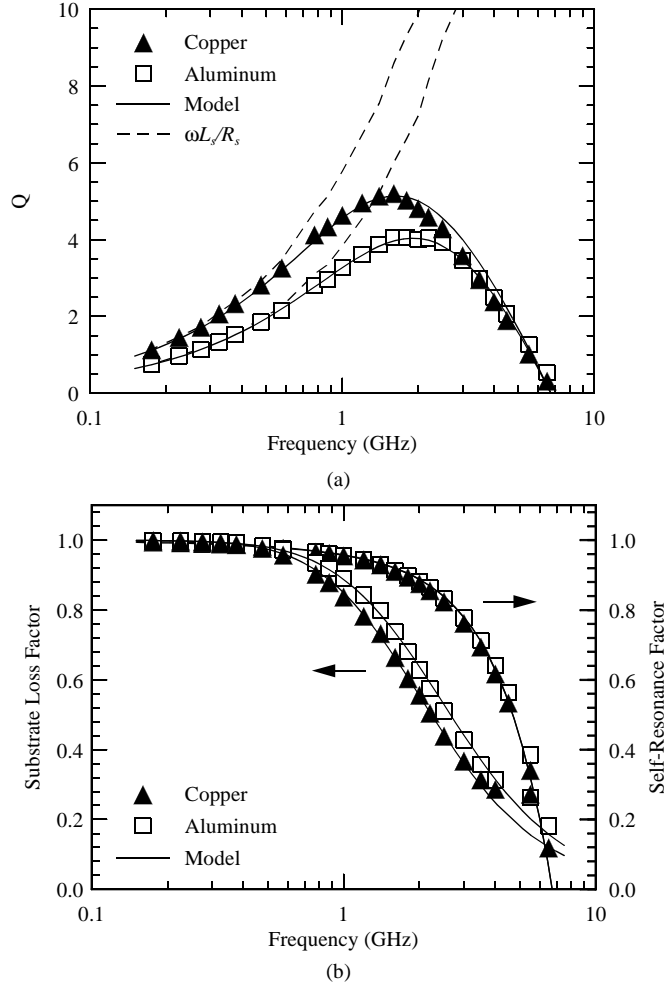 10
8
6
4
2
0
Q
Copper
Aluminum
Model
ωLs/Rs
0.1
1
10
Frequency (GHz)
(a)
1.0
0.8
0.6
0.4
0.2
0.0
Substrate Loss Factor
Copper
Aluminum
Model
1.0
0.8
0.6
0.4
0.2
0.0
Self-Resonance Factor
0.1
1
10
Frequency (GHz)
(b)